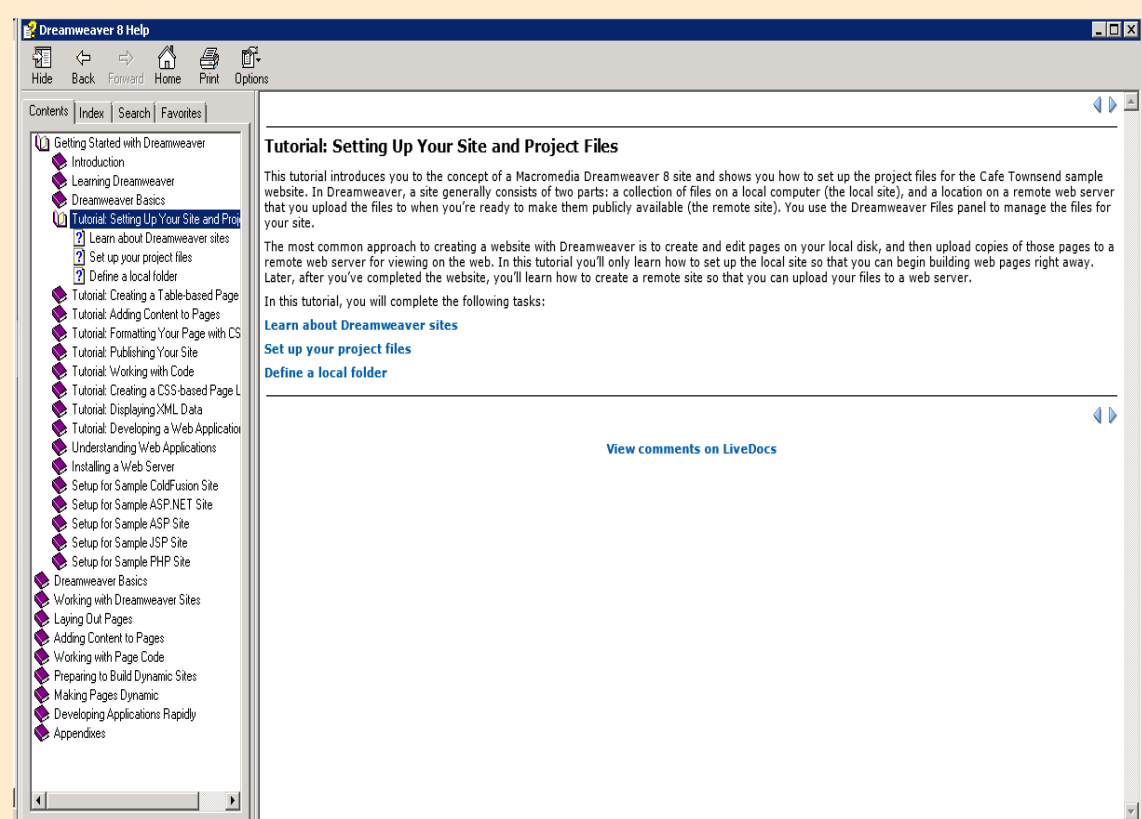 Dreamweaver 8 Help
Hide Back Forward Home Print Options
Contents Index Search Favorites
Getting Started with Dreamweaver
Introduction
Learning Dreamweaver
Dreamweaver Basics
Tutorial: Setting Up Your Site and Proj
Learn about Dreamweaver sites
Set up your project files
Define a local folder
Tutorial: Creating a Table-based Page
Tutorial: Adding Content to Pages
Tutorial: Formatting Your Page with CS
Tutorial: Publishing Your Site
Tutorial: Working with Code
Tutorial: Creating a CSS-based Page L
Tutorial: Displaying XML Data
Tutorial: Developing a Web Application
Understanding Web Applications
Installing a Web Server
Setup for Sample ColdFusion Site
Setup for Sample ASP.NET Site
Setup for Sample ASP Site
Setup for Sample JSP Site
Setup for Sample PHP Site
Dreamweaver Basics
Working with Dreamweaver Sites
Laying Out Pages
Adding Content to Pages
Working with Page Code
Preparing to Build Dynamic Sites
Making Pages Dynamic
Developing Applications Rapidly
Appendixes
Tutorial: Setting Up Your Site and Project Files
This tutorial introduces you to the concept of a Macromedia Dreamweaver 8 site and shows you how to set up the project files for the Cafe Townsend sample
website. In Dreamweaver, a site generally consists of two parts: a collection of files on a local computer (the local site), and a location on a remote web server
that you upload the files to when you're ready to make them publicly available (the remote site). You use the Dreamweaver Files panel to manage the files for
your site.
The most common approach to creating a website with Dreamweaver is to create and edit pages on your local disk, and then upload copies of those pages to a
remote web server for viewing on the web. In this tutorial you'll only learn how to set up the local site so that you can begin building web pages right away.
Later, after you've completed the website, you'll learn how to create a remote site so that you can upload your files to a web server.
In this tutorial, you will complete the following tasks:
Learn about Dreamweaver sites
Set up your project files
Define a local folder
View comments on LiveDocs